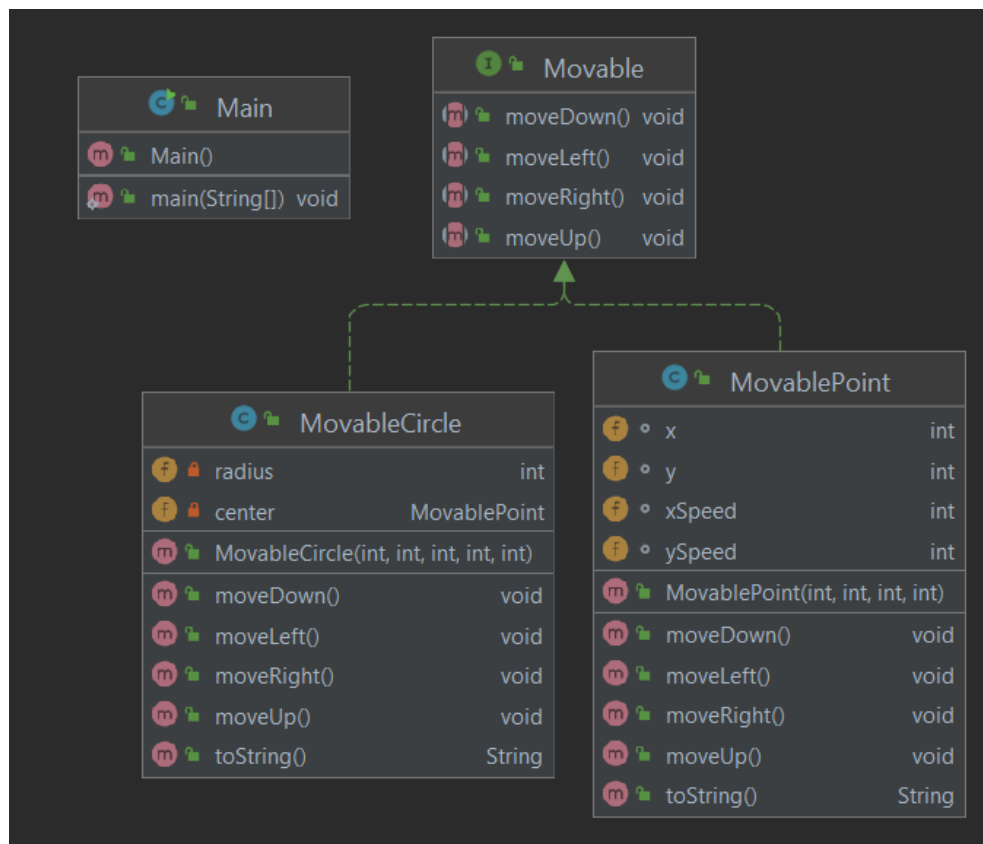 Main
Main()
main(String[]) void
Movable
moveDown() void
moveLeft() void
moveRight() void
moveUp() void
MovableCircle
radius int
center MovablePoint
MovableCircle(int, int, int, int, int)
moveDown() void
moveLeft() void
moveRight() void
moveUp() void
toString() String
MovablePoint
x int
y int
xSpeed int
ySpeed int
MovablePoint(int, int, int, int)
moveDown() void
moveLeft() void
moveRight() void
moveUp() void
toString() String